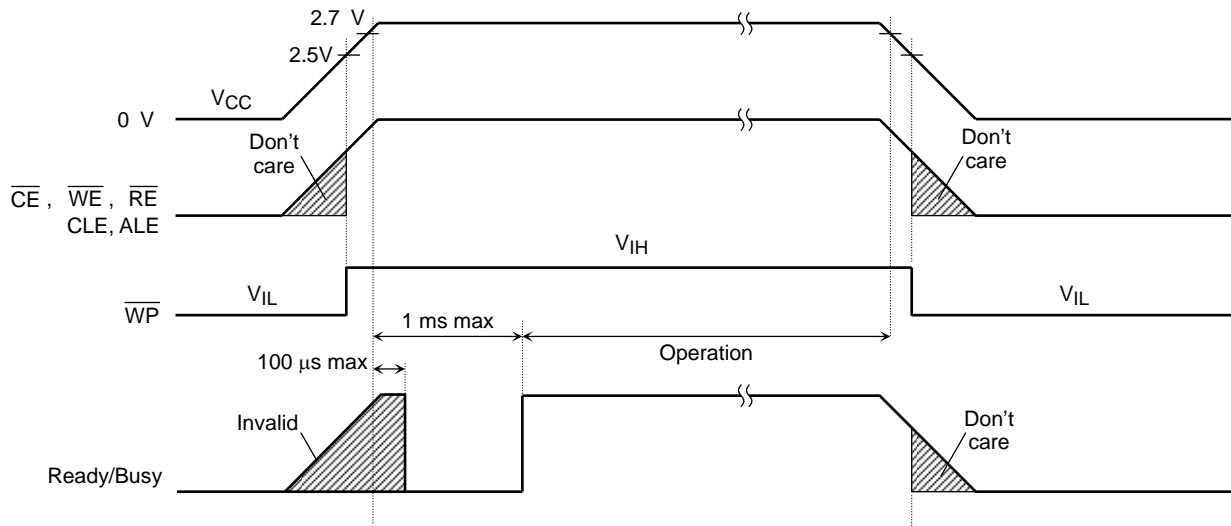 2.7 V
2.5V
VCC
0 V
Don't
care
Don't
care
CE , WE , RE
CLE, ALE
VIH
VIL
VIL
WP
1 ms max
Operation
100 μs max
Invalid
Don't
care
Ready/Busy